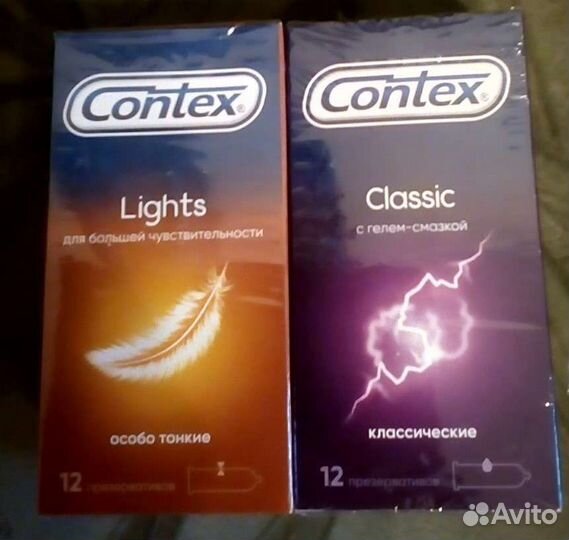 Contex®
Lights
для большей чувствительности
особо тонкие
12 презервативов
Contex®
Classic
с гелем-смазкой
классические
12 презервативов
Avito